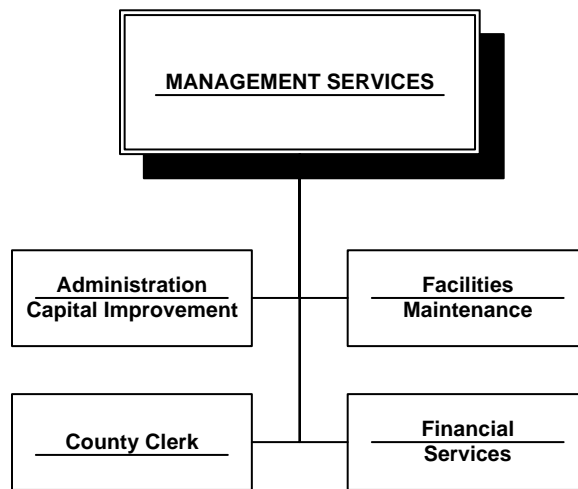 MANAGEMENT SERVICES
Administration
Capital Improvement
Facilities
Maintenance
County Clerk
Financial
Services